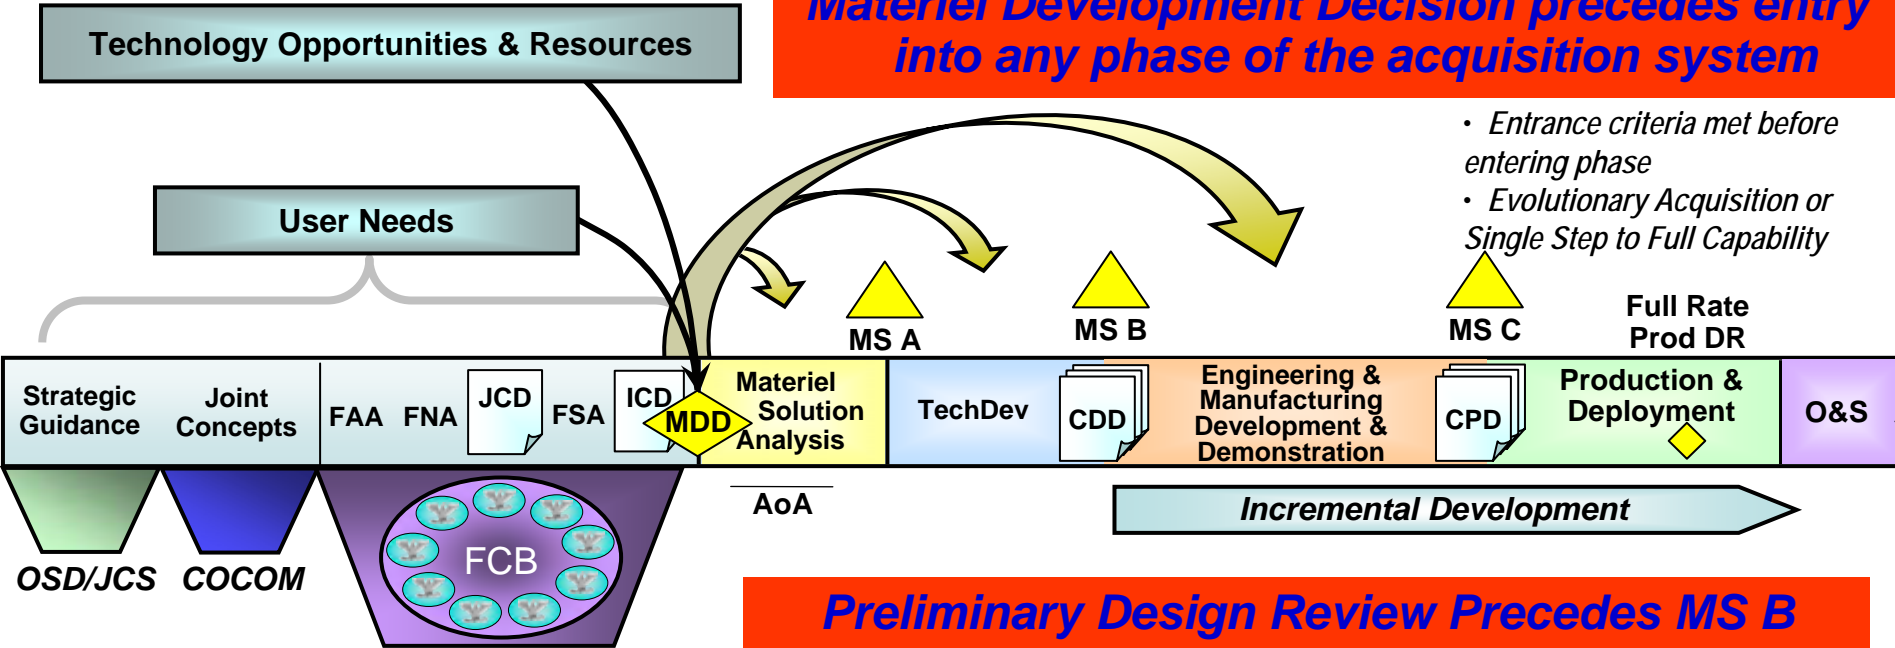 Materiel Development Decision precedes entry
into any phase of the acquisition system
Technology Opportunities & Resources
• Entrance criteria met before
entering phase
• Evolutionary Acquisition or
Single Step to Full Capability
User Needs
MS A
MS B
MS C
Full Rate
Prod DR
Strategic
Guidance
Joint
Concepts
FAA
FNA
JCD
FSA
ICD
MDD
Materiel
Solution
Analysis
TechDev
CDD
Engineering &
Manufacturing
Development &
Demonstration
CPD
Production &
Deployment
O&S
AoA
Incremental Development
OSD/JCS
COCOM
FCB
Preliminary Design Review Precedes MS B